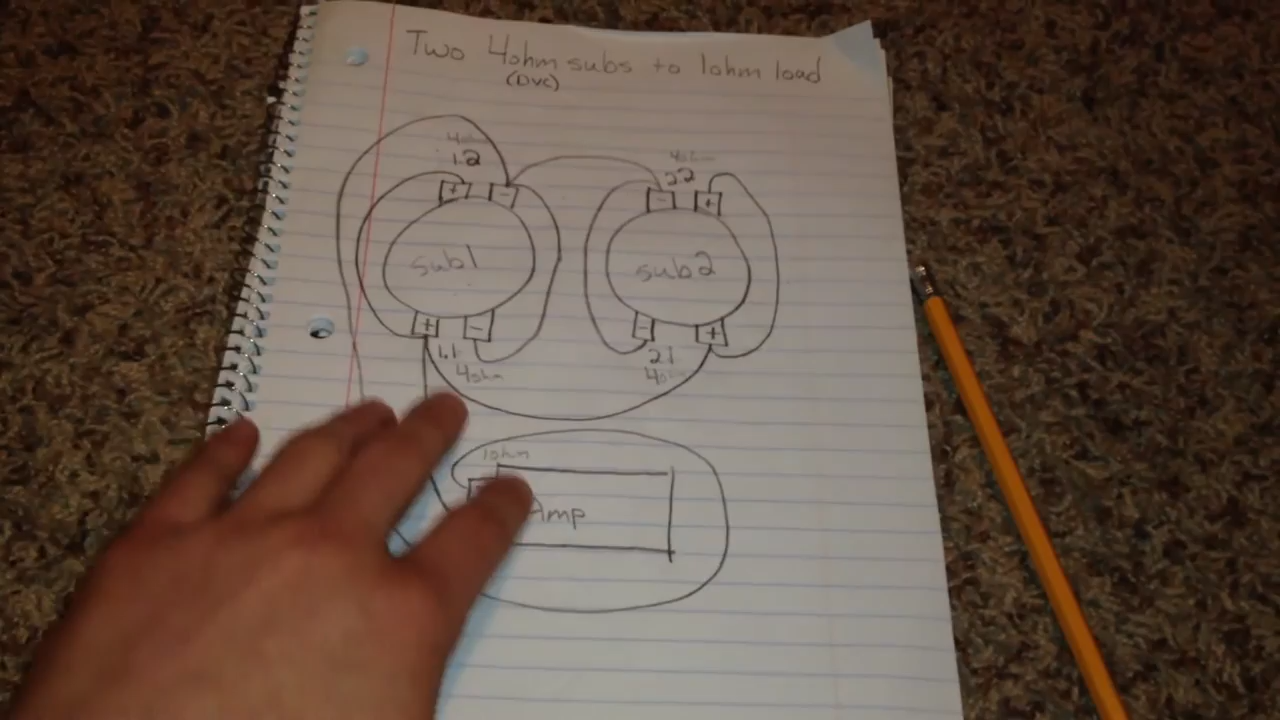 Two 4ohm subs to 1ohm load
(DVC)
4ohm
1.2
+ -
4ohm
2.2
- +
sub1
sub2
+ -
1.1
4ohm
- +
2.1
4ohm
1ohm
Amp